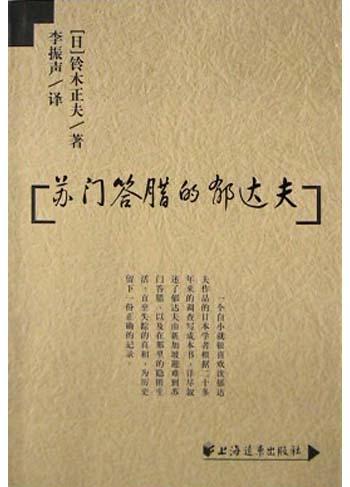 [日]铃木正夫/著
李振声/译
[苏门答腊的郁达夫]
一个自小就很喜欢读郁达
夫作品的日本学者根据二十多
年来的调查写成本书，详尽叙
述了郁达夫由新加坡避难到苏
门答腊，以及在那里的隐匿生
活，直至失踪的真相，为历史
留下一份正确的记录。
上海遠東出版社